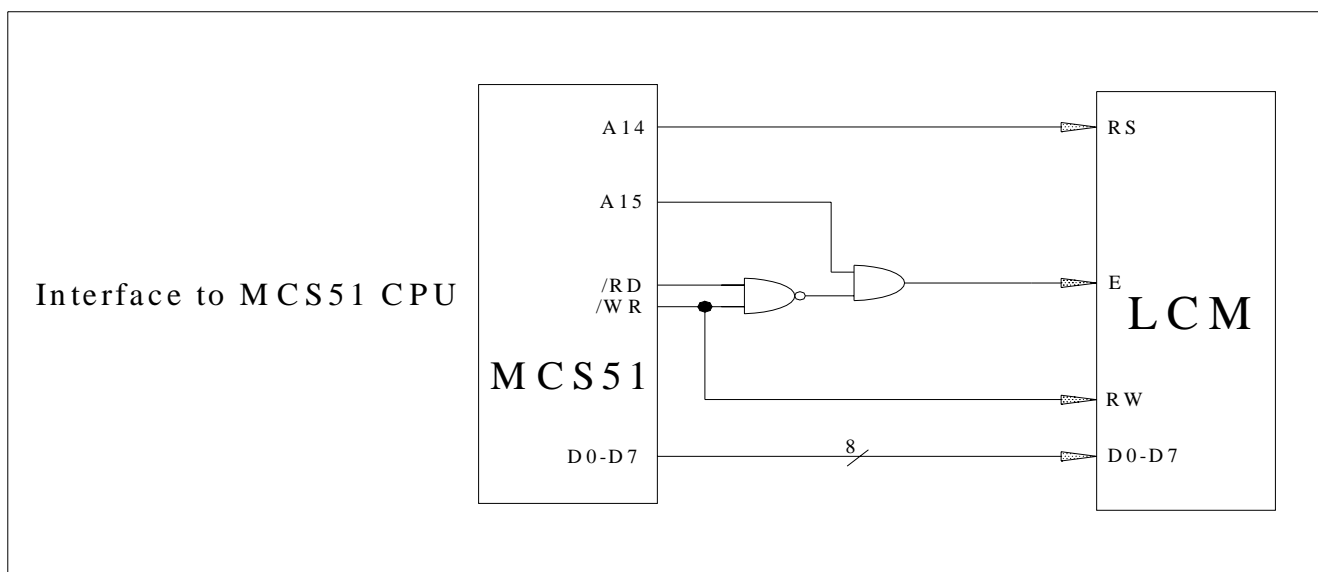 A14
RS
A15
/RD
/WR
E
Interface to MCS51 CPU
LCM
MCS51
RW
8
D0-D7
D0-D7